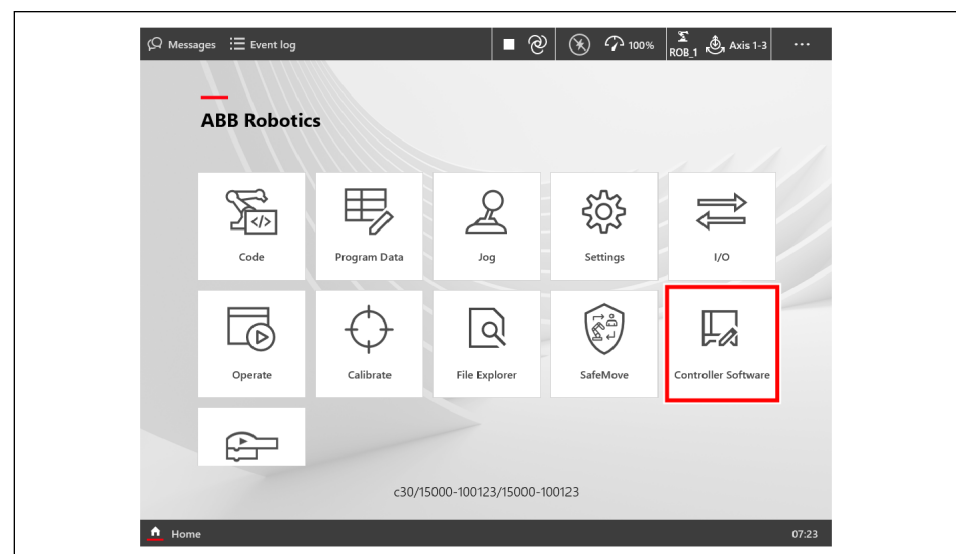 Messages Event log 100% ROB_1 Axis 1-3 ...
ABB Robotics
</>
Code Program Data Jog Settings I/O
Operate Calibrate File Explorer SafeMove Controller Software
c30/15000-100123/15000-100123
Home 07:23